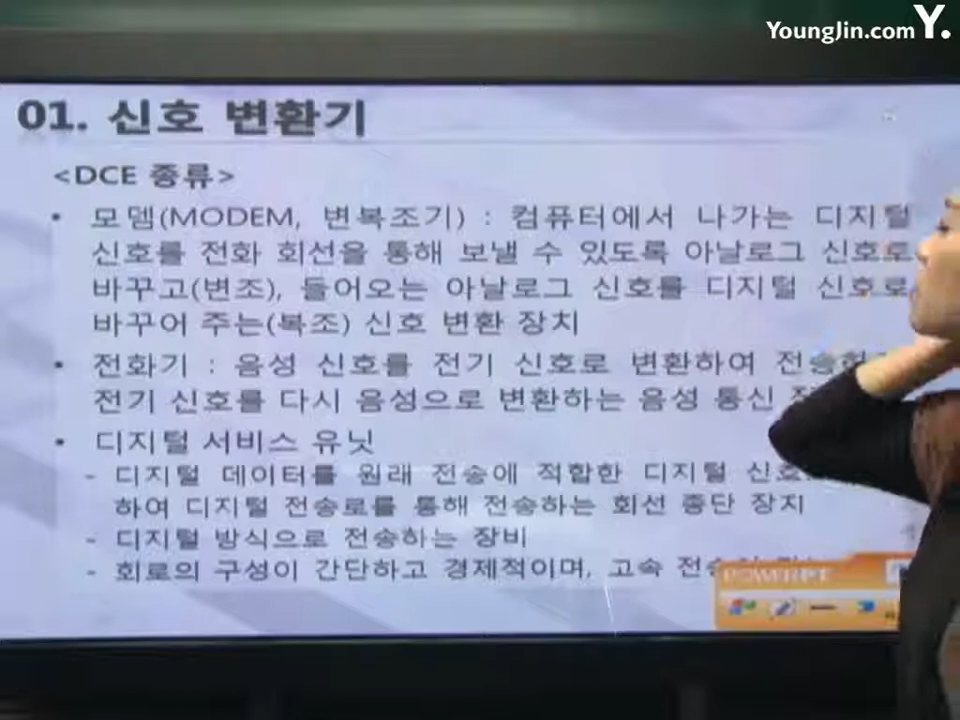 YoungJin.com Y.
01. 신호 변환기
<DCE 종류>
• 모뎀(MODEM, 변복조기) : 컴퓨터에서 나가는 디지털
신호를 전화 회선을 통해 보낼 수 있도록 아날로그 신호로
바꾸고(변조), 들어오는 아날로그 신호를 디지털 신호로
바꾸어 주는(복조) 신호 변환 장치
• 전화기 : 음성 신호를 전기 신호로 변환하여
전기 신호를 다시 음성으로 변환하는 음성 통신
• 디지털 서비스 유닛
- 디지털 데이터를 원래 전송에 적합한 디지털
하여 디지털 전송로를 통해 전송하는 회선 종단 장치
- 디지털 방식으로 전송하는 장비
- 회로의 구성이 간단하고 경제적이며, 고속